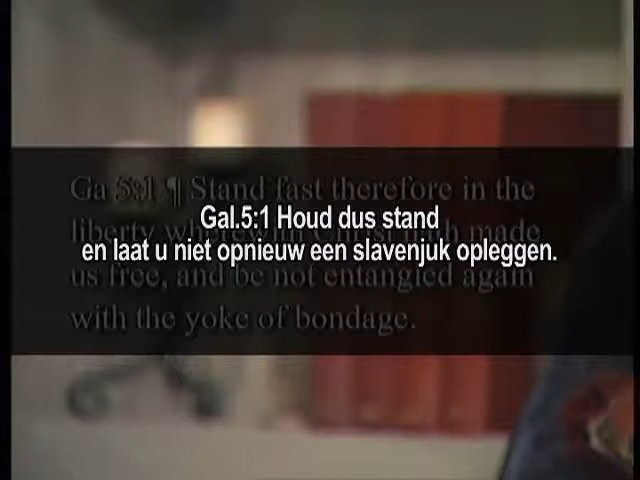 Ga 5:1 ¶ Stand fast therefore in the
liberty made
us free, and be not entangled again
with the yoke of bondage.
Gal.5:1 Houd dus stand
en laat u niet opnieuw een slavenjuk opleggen.